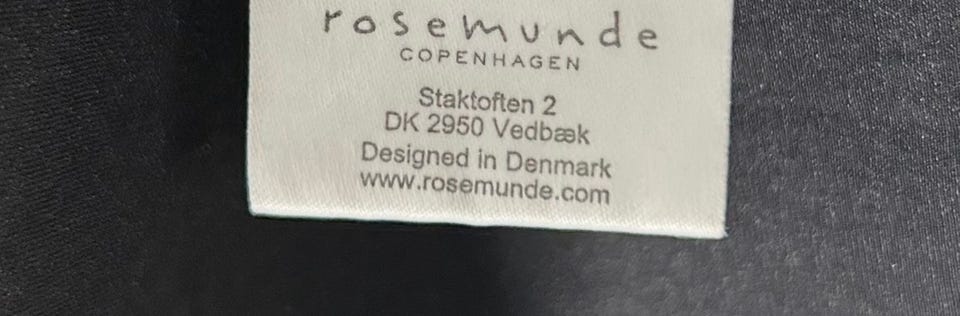 rosemunde
COPENHAGEN
Staktoften 2
DK 2950 Vedbæk
Designed in Denmark
www.rosemunde.com